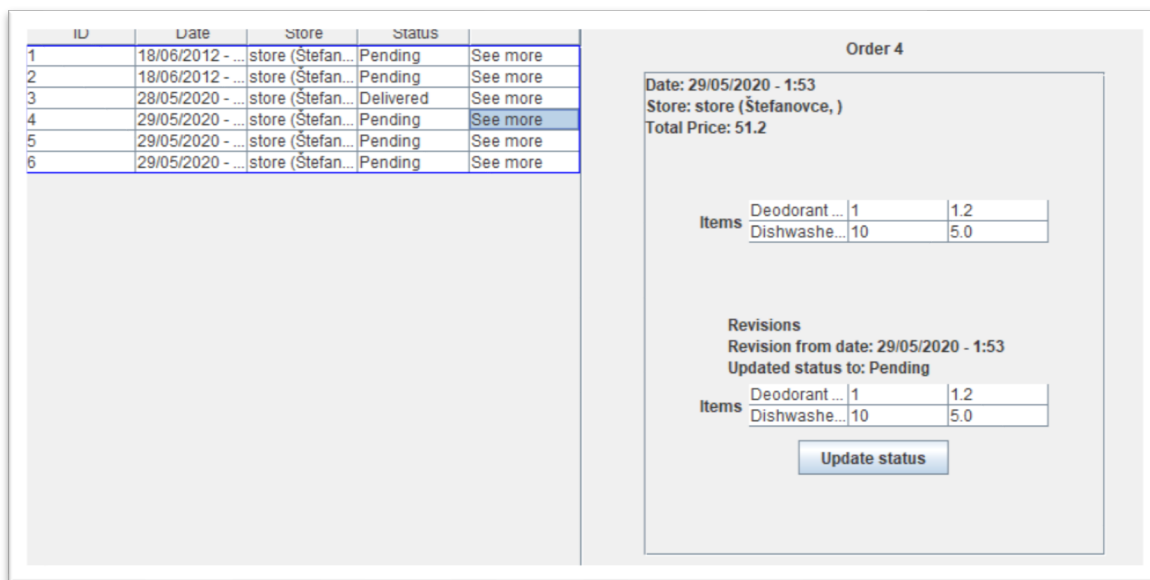 ID Date Store Status
1 18/06/2012 - ... store (Štefan... Pending See more
2 18/06/2012 - ... store (Štefan... Pending See more
3 28/05/2020 - ... store (Štefan... Delivered See more
4 29/05/2020 - ... store (Štefan... Pending See more
5 29/05/2020 - ... store (Štefan... Pending See more
6 29/05/2020 - ... store (Štefan... Pending See more
Order 4
Date: 29/05/2020 - 1:53
Store: store (Štefanovce, )
Total Price: 51.2
Items
Deodorant ... 1 1.2
Dishwashe... 10 5.0
Revisions
Revision from date: 29/05/2020 - 1:53
Updated status to: Pending
Items
Deodorant ... 1 1.2
Dishwashe... 10 5.0
Update status